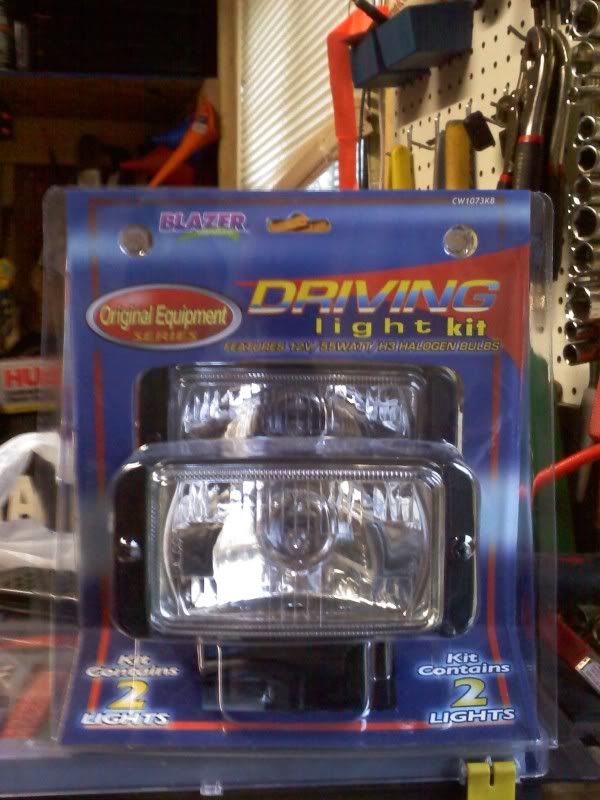 CW1073KB
BLAZER
DRIVING
light kit
Original Equipment
SERIES
FEATURES 12V/55WATT/H3 HALOGEN BULBS
HU
Kit
Contains
2
LIGHTS
Kit
Contains
2
LIGHTS